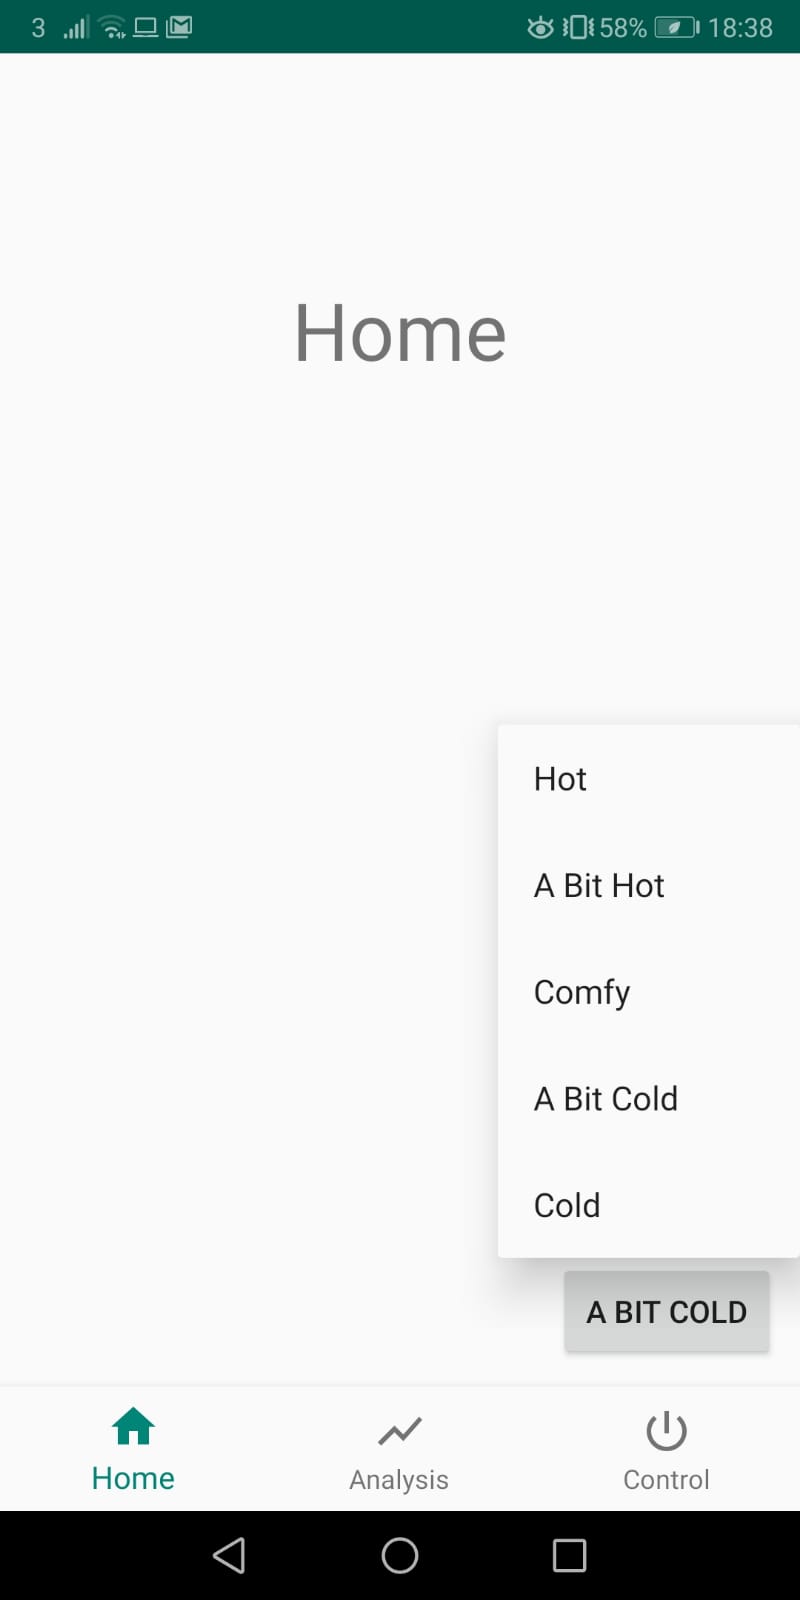 3 58% 18:38
Home
Hot
A Bit Hot
Comfy
A Bit Cold
Cold
A BIT COLD
Home Analysis Control